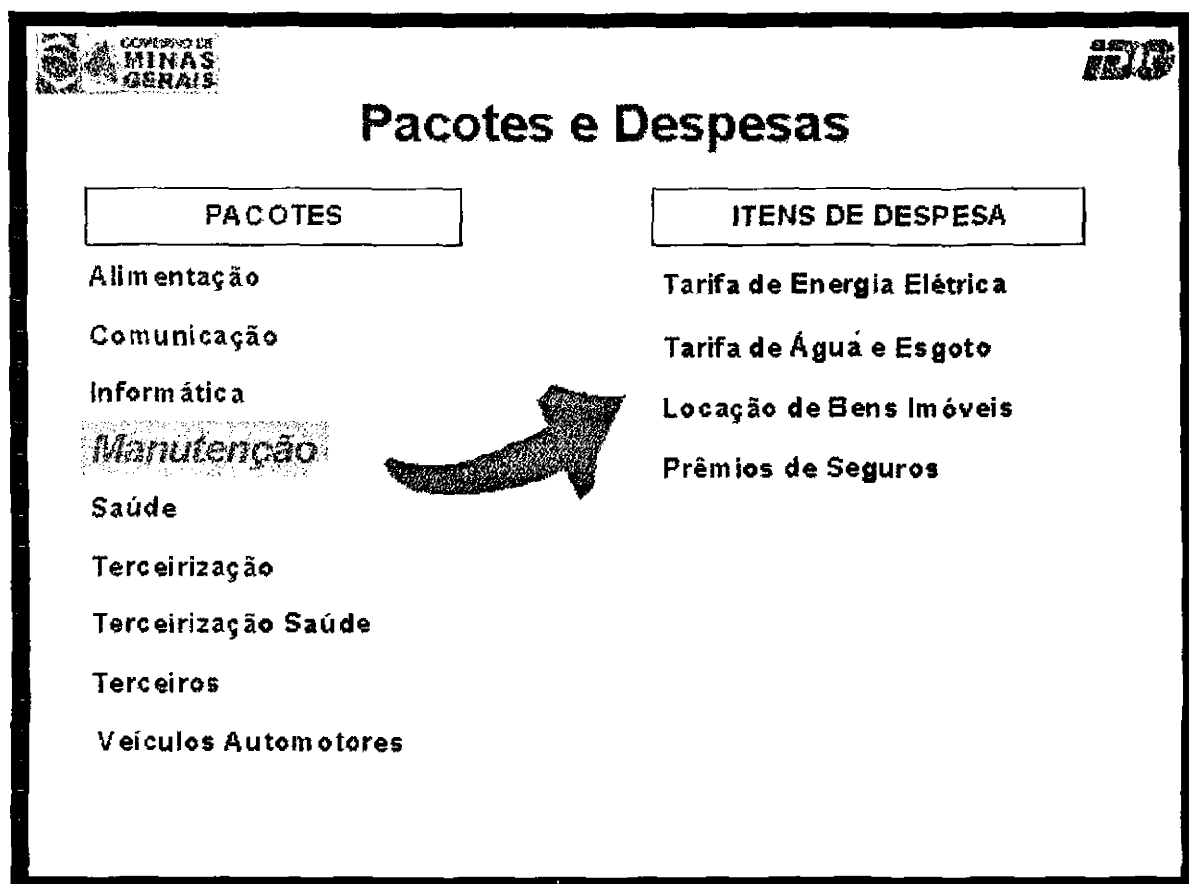 GOVERNO DE
MINAS
GERAIS
Pacotes e Despesas
PACOTES
Alimentação
Comunicação
Informática
Manutenção
Saúde
Terceirização
Terceirização Saúde
Terceiros
Veículos Automotores
ITENS DE DESPESA
Tarifa de Energia Elétrica
Tarifa de Águá e Esgoto
Locação de Bens Imóveis
Prêmios de Seguros